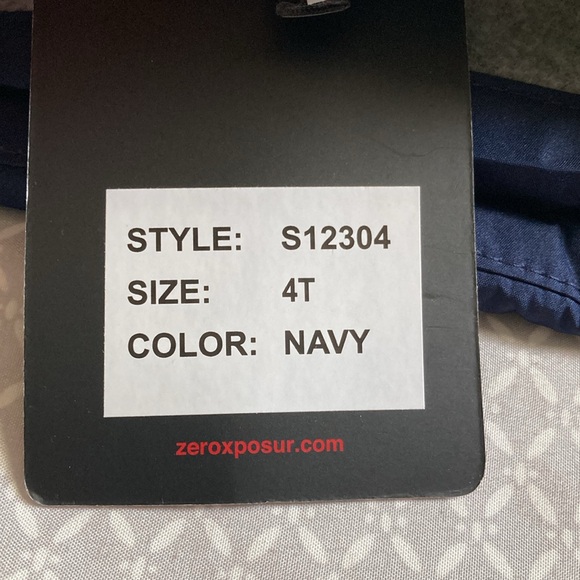 STYLE: S12304
SIZE: 4T
COLOR: NAVY
zeroxposur.com